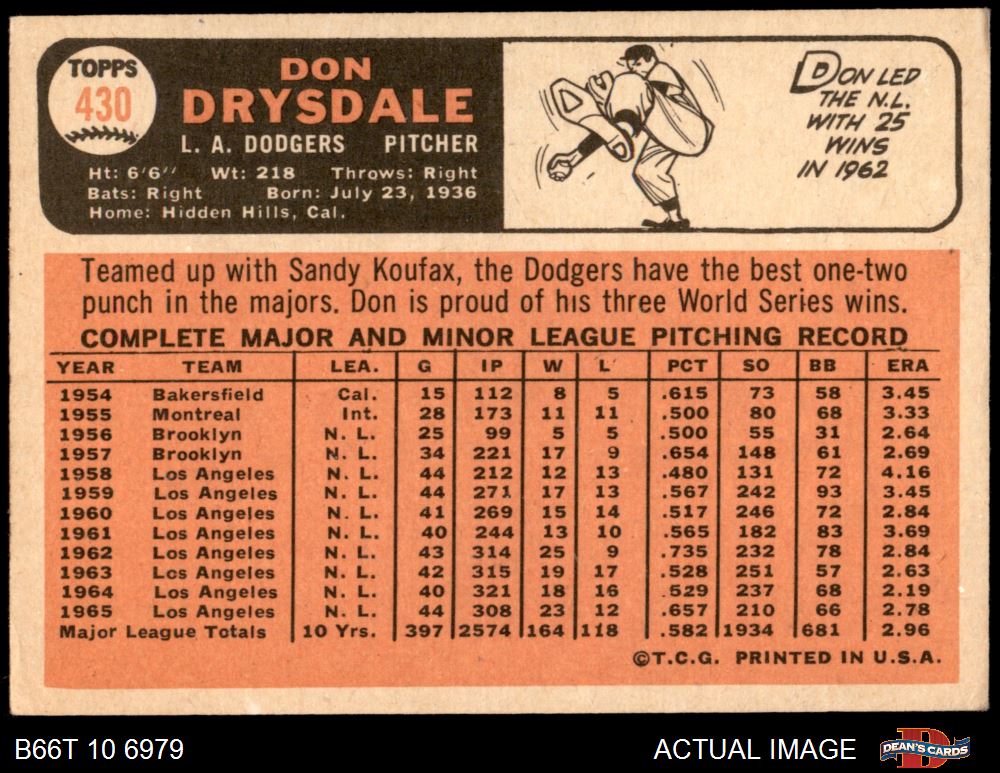 TOPPS
430
DON
DRYSDALE
L. A. DODGERS PITCHER
Ht: 6'6" Wt: 218 Throws: Right
Bats: Right Born: July 23, 1936
Home: Hidden Hills, Cal.
DON LED
THE N.L.
WITH 25
WINS
IN 1962
Teamed up with Sandy Koufax, the Dodgers have the best one-two
punch in the majors. Don is proud of his three World Series wins.
COMPLETE MAJOR AND MINOR LEAGUE PITCHING RECORD
YEAR TEAM LEA. G IP W L PCT SO BB ERA
1954 Bakersfield Cal. 15 112 8 5 .615 73 58 3.45
1955 Montreal Int. 28 173 11 11 .500 80 68 3.33
1956 Brooklyn N. L. 25 99 5 5 .500 55 31 2.64
1957 Brooklyn N. L. 34 221 17 9 .654 148 61 2.69
1958 Los Angeles N. L. 44 212 12 13 .480 131 72 4.16
1959 Los Angeles N. L. 44 271 17 13 .567 242 93 3.45
1960 Los Angeles N. L. 41 269 15 14 .517 246 72 2.84
1961 Los Angeles N. L. 40 244 13 10 .565 182 83 3.69
1962 Los Angeles N. L. 43 314 25 9 .735 232 78 2.84
1963 Los Angeles N. L. 42 315 19 17 .528 251 57 2.63
1964 Los Angeles N. L. 40 321 18 16 .529 237 68 2.19
1965 Los Angeles N. L. 44 308 23 12 .657 210 66 2.78
Major League Totals 10 Yrs. 397 2574 164 118 .582 1934 681 2.96
©T.C.G. PRINTED IN U.S.A.
B66T 10 6979 ACTUAL IMAGE DEAN'S CARDS